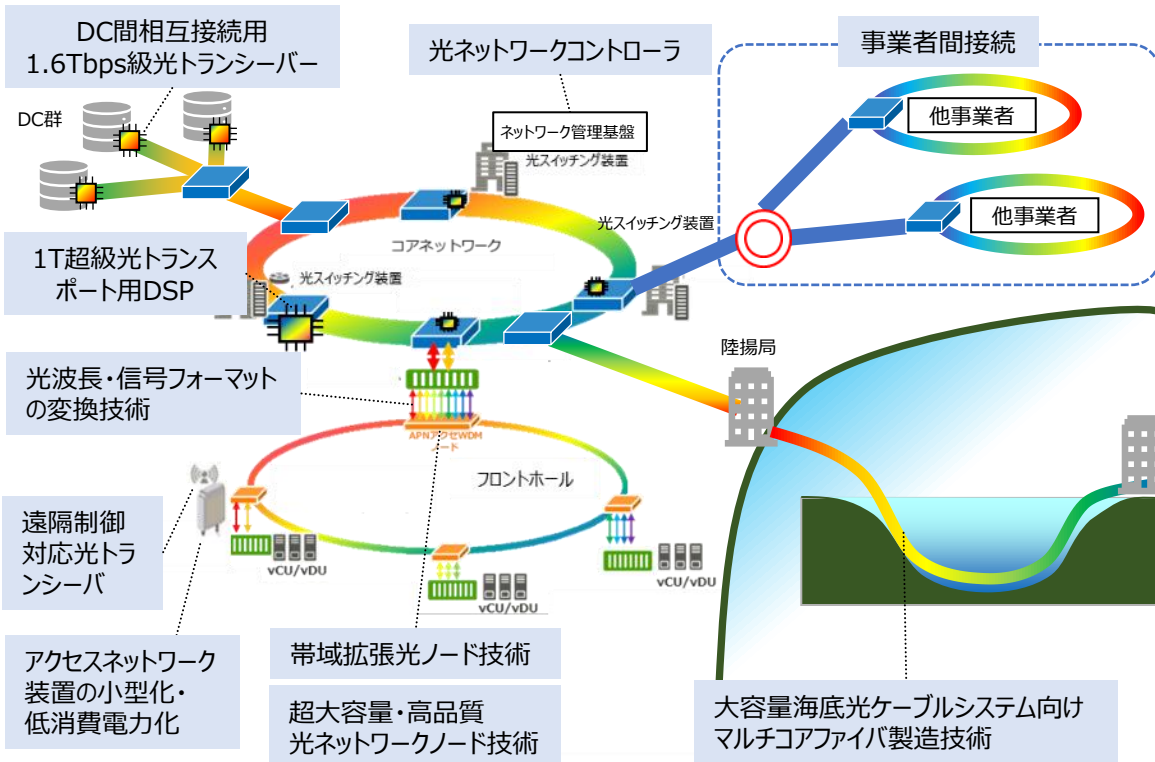 DC間相互接続用
1.6Tbps級光トランシーバー
光ネットワークコントローラ
事業者間接続
DC群
ネットワーク管理基盤
光スイッチング装置
他事業者
他事業者
光スイッチング装置
コアネットワーク
1T超級光トランス
ポート用DSP
光スイッチング装置
陸揚局
光波長・信号フォーマット
の変換技術
APNアクセWDM
ノード
フロントホール
遠隔制御
対応光トラ
ンシーバ
vCU/vDU
vCU/vDU
vCU/vDU
アクセスネットワーク
装置の小型化・
低消費電力化
帯域拡張光ノード技術
超大容量・高品質
光ネットワークノード技術
大容量海底光ケーブルシステム向け
マルチコアファイバ製造技術